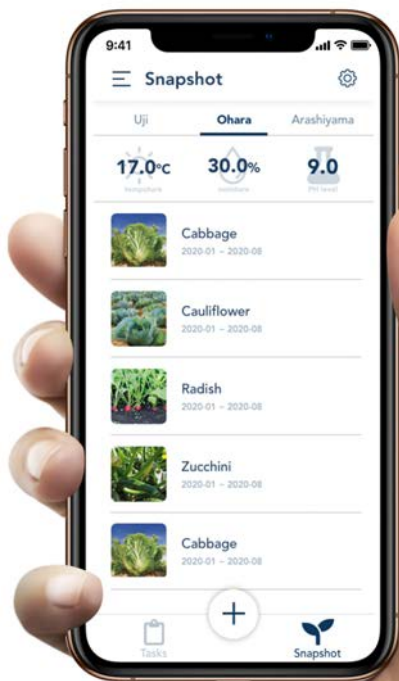 9:41
Snapshot
Uji Ohara Arashiyama
17.0°C 30.0% 9.0
PH level
Cabbage
2020-01 – 2020-08
Cauliflower
2020-01 – 2020-08
Radish
2020-01 – 2020-08
Zucchini
2020-01 – 2020-08
Cabbage
2020-01 – 2020-08
Tasks Snapshot